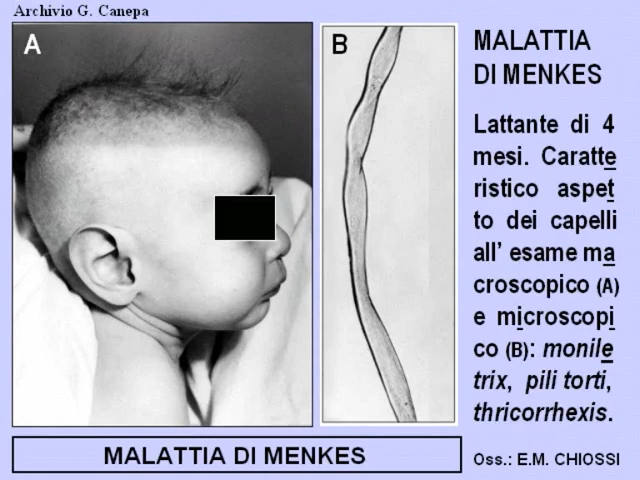 Archivio G. Canepa
A
B
MALATTIA
DI MENKES
Lattante di 4
mesi. Caratte
ristico aspet
to dei capelli
all' esame ma
croscopico (A)
e microscopi
co (B): monile
trix, pili torti,
thricorrhexis.
MALATTIA DI MENKES
Oss.: E.M. CHIOSSI